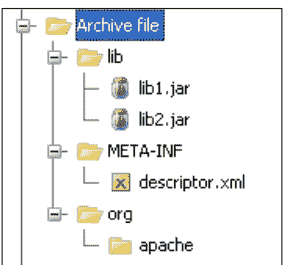 Archive file
lib
lib1.jar
lib2.jar
META-INF
descriptor.xml
org
apache